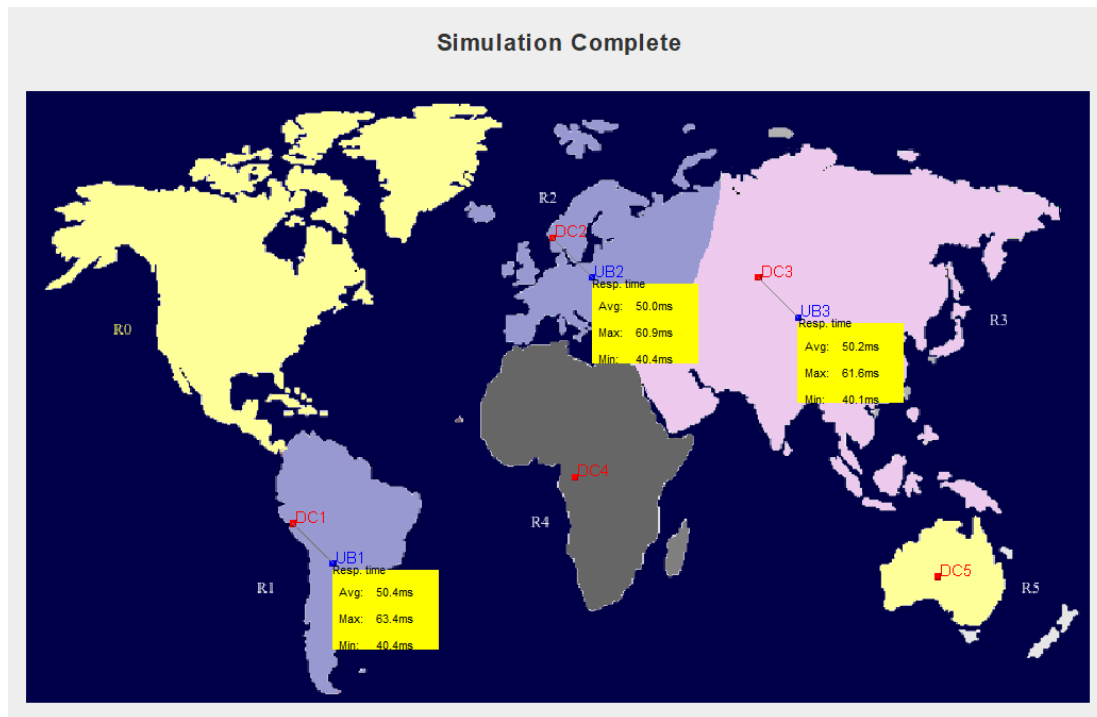 Simulation Complete
R2
DC2
UB2
Resp. time
Avg: 50.0ms
Max: 60.9ms
Min: 40.4ms
DC3
UB3
Resp. time
Avg: 50.2ms
Max: 61.6ms
Min: 40.1ms
R3
R0
DC4
R4
DC1
UB1
Resp. time
Avg: 50.4ms
Max: 63.4ms
Min: 40.4ms
R1
DC5
R5